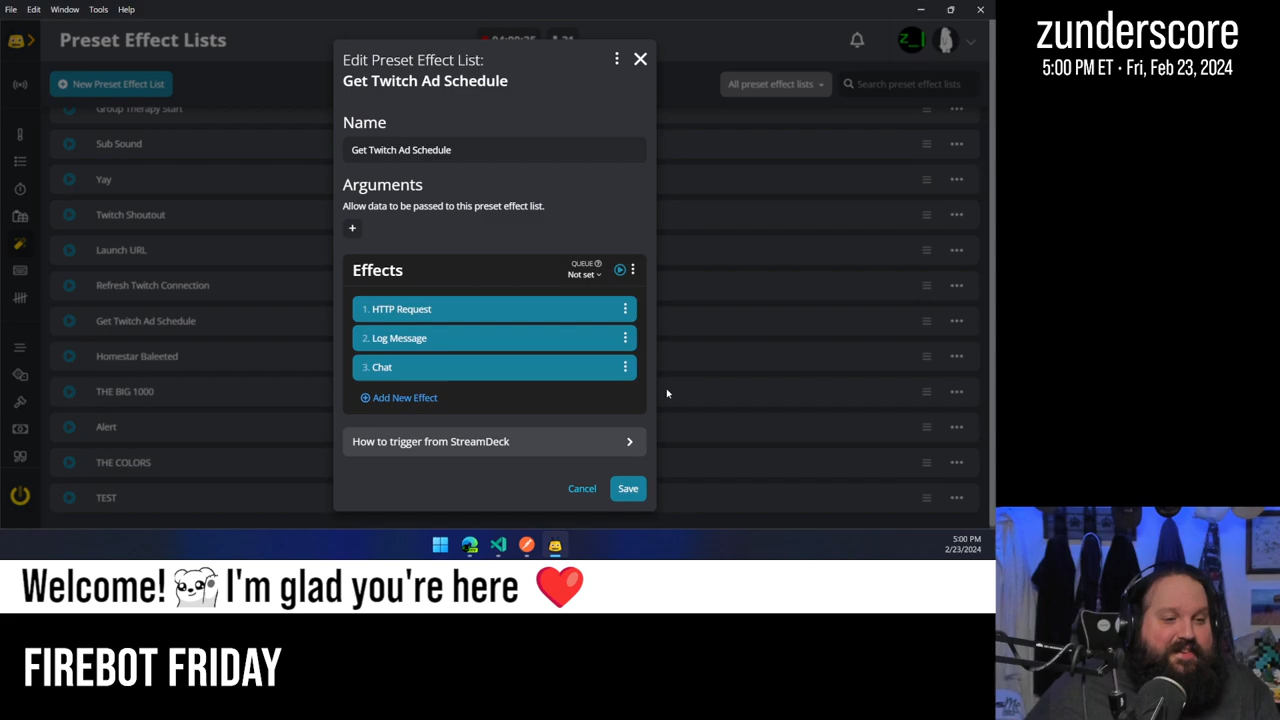 File Edit Window Tools Help
Preset Effect Lists
New Preset Effect List
All preset effect lists
Search preset effect lists
Group Therapy Start
Sub Sound
Yay
Twitch Shoutout
Launch URL
Refresh Twitch Connection
Get Twitch Ad Schedule
Homestar Baleeted
THE BIG 1000
Alert
THE COLORS
TEST
Edit Preset Effect List:
Get Twitch Ad Schedule
Name
Get Twitch Ad Schedule
Arguments
Allow data to be passed to this preset effect list.
Effects
QUEUE
Not set
1. HTTP Request
2. Log Message
3. Chat
Add New Effect
How to trigger from StreamDeck
Cancel
Save
5:00 PM
2/23/2024
zunderscore
5:00 PM ET · Fri, Feb 23, 2024
Welcome! I'm glad you're here
FIREBOT FRIDAY